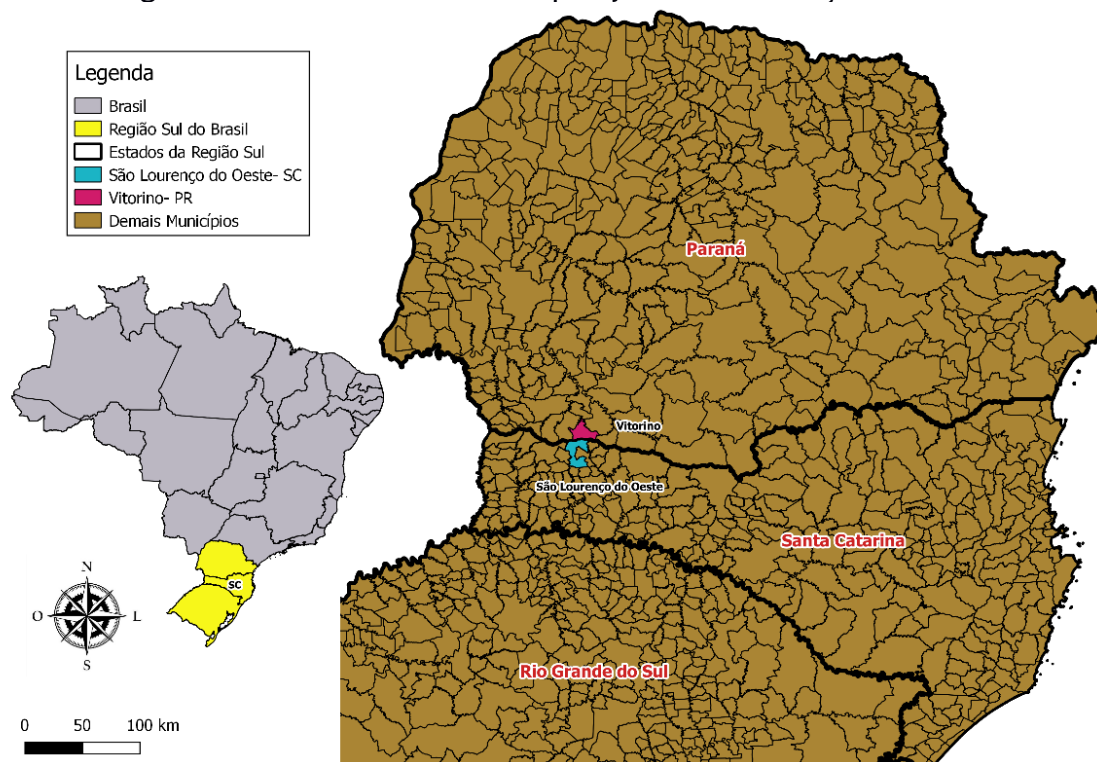 Legenda
Brasil
Região Sul do Brasil
Estados da Região Sul
São Lourenço do Oeste- SC
Vitorino- PR
Demais Municípios
Paraná
Vitorino
São Lourenço do Oeste
Santa Catarina
Rio Grande do Sul
SC
N
O L
S
0 50 100 km